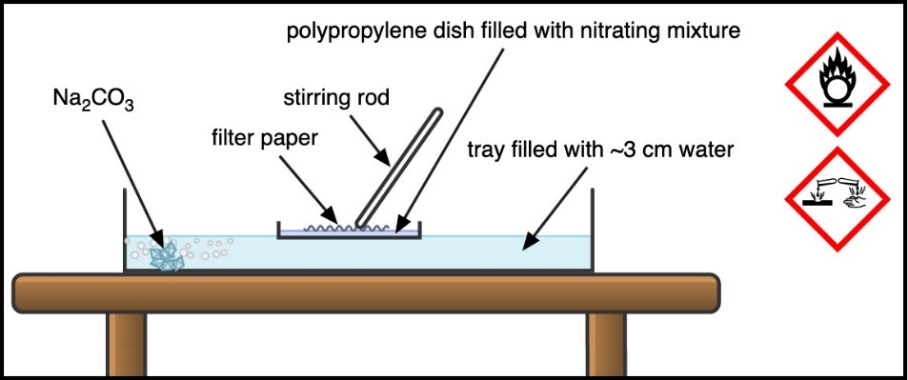 polypropylene dish filled with nitrating mixture
Na₂CO₃
stirring rod
filter paper
tray filled with ~3 cm water